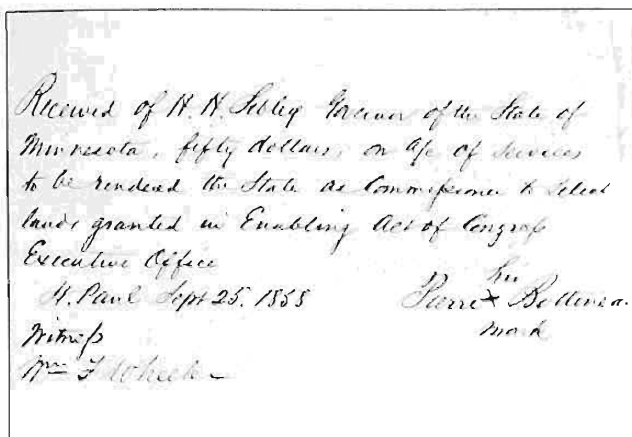 Received of H. H. Sibley Governor of the State of
Minnesota, fifty dollars, on a/c of services
to be rendered the State as Commissioner to select
lands granted in Enabling Act of Congress
Executive Office
St. Paul Sept 25. 1858
his
Pierre X Bottineau
mark
Witness
Wm F Wheeler